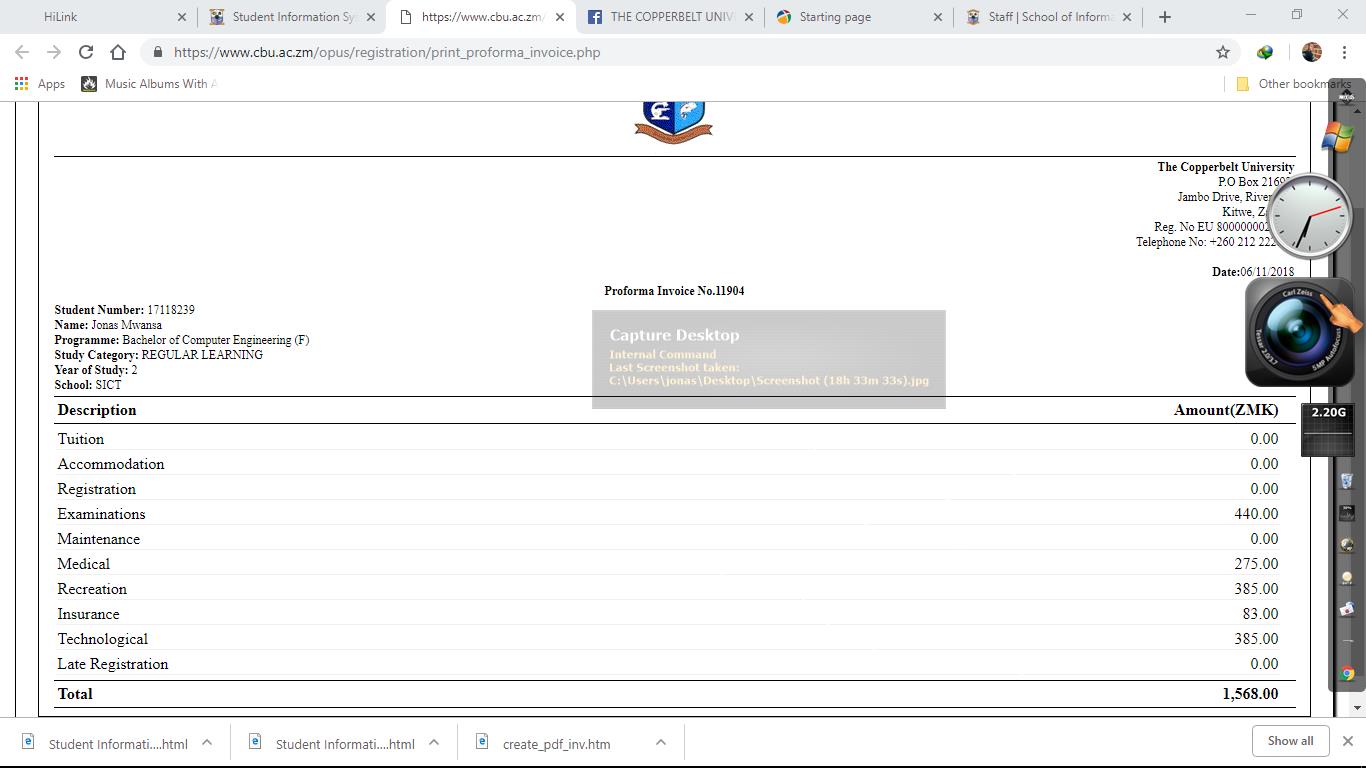 HiLink
Student Information Sy
https://www.cbu.ac.zm/
THE COPPERBELT UNIV
Starting page
Staff | School of Informa
https://www.cbu.ac.zm/opus/registration/print_proforma_invoice.php
Apps
Music Albums With A
Other bookmarks
The Copperbelt University
P.O Box 2169
Jambo Drive, River
Kitwe, Z
Reg. No EU 80000000
Telephone No: +260 212 222
Date:06/11/2018
Proforma Invoice No.11904
Student Number: 17118239
Name: Jonas Mwansa
Programme: Bachelor of Computer Engineering (F)
Study Category: REGULAR LEARNING
Year of Study: 2
School: SICT
Capture Desktop
Internal Command
Last Screenshot taken:
C:\Users\jonas\Desktop\Screenshot (18h 33m 33s).jpg
Carl Zeiss
Tessar 2.0/3.7
5MP Autofocus
2.20G
Description Amount(ZMK)
Tuition 0.00
Accommodation 0.00
Registration 0.00
Examinations 440.00
Maintenance 0.00
Medical 275.00
Recreation 385.00
Insurance 83.00
Technological 385.00
Late Registration 0.00
Total 1,568.00
Student Informati....html
Student Informati....html
create_pdf_inv.htm
Show all